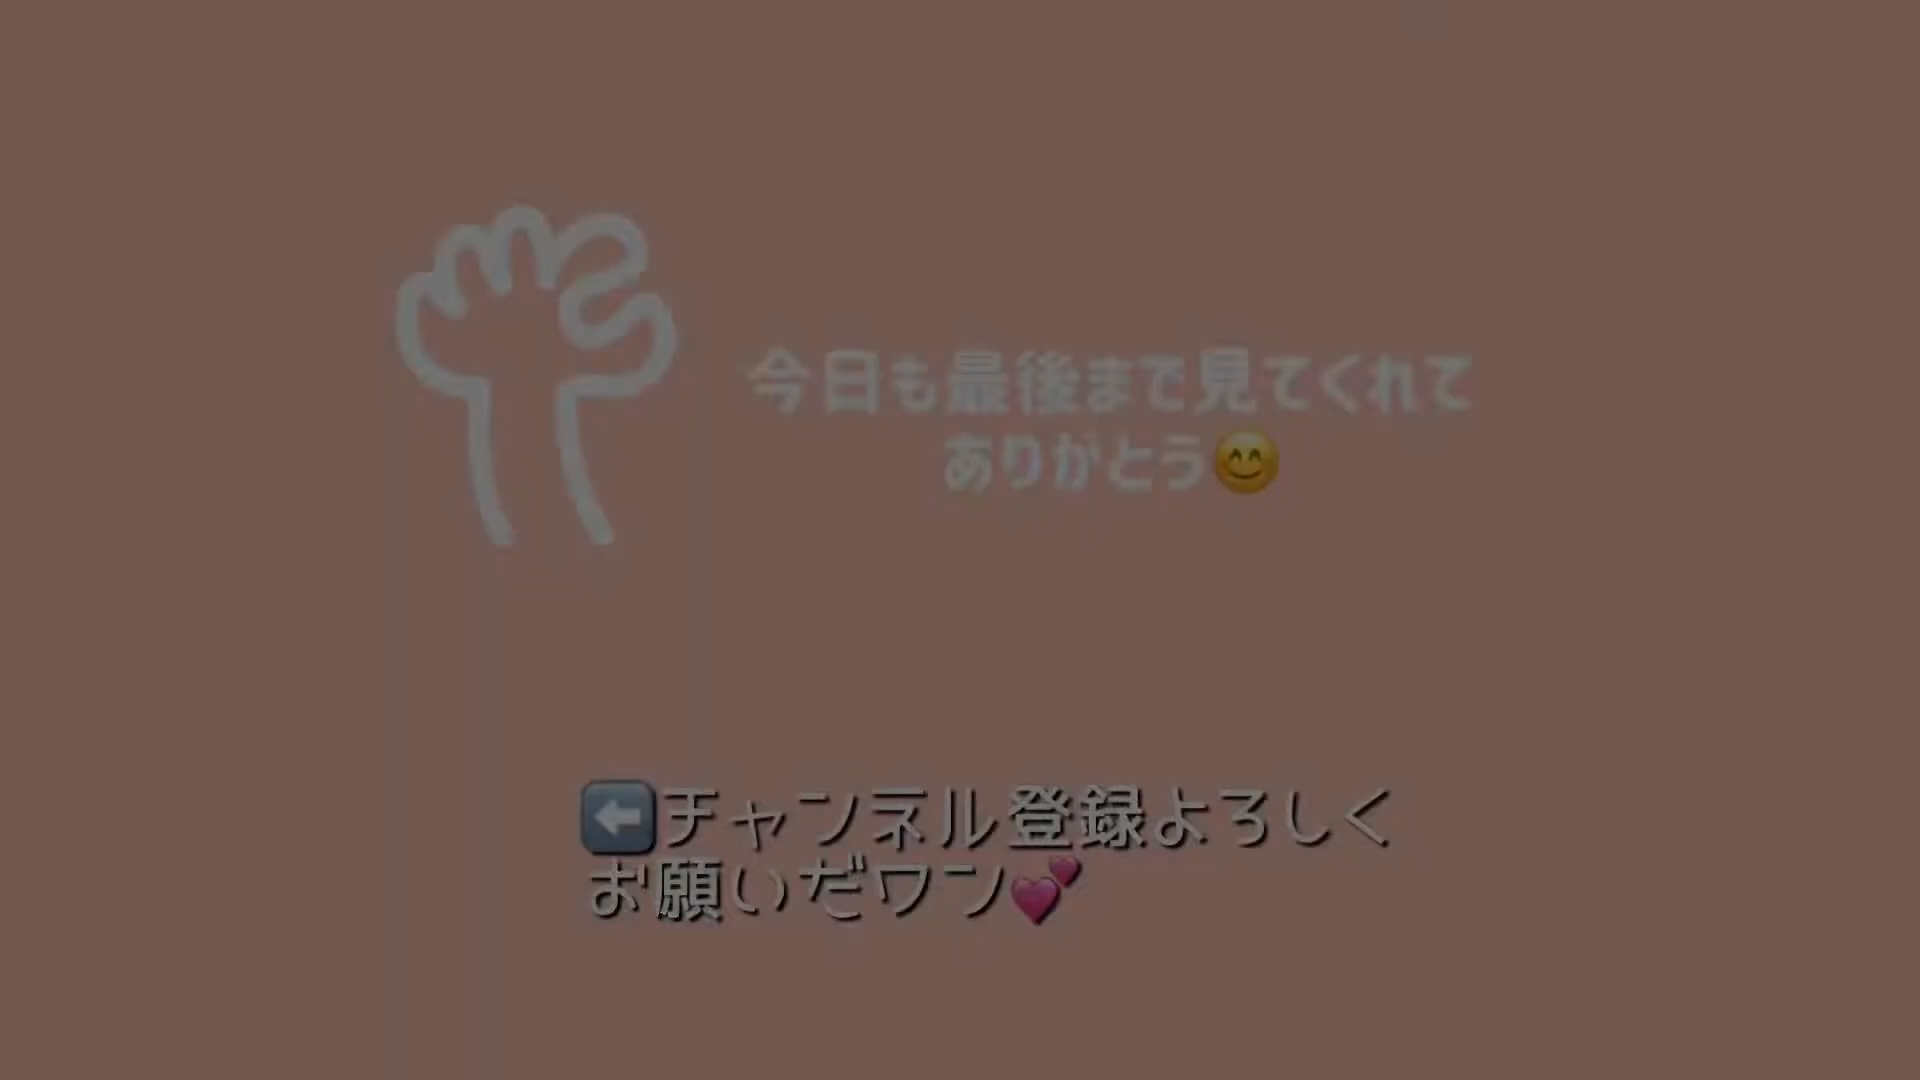 今日も最後まで見てくれて
ありがとう😊
⬅️チャンネル登録よろしく
お願いだワン💕